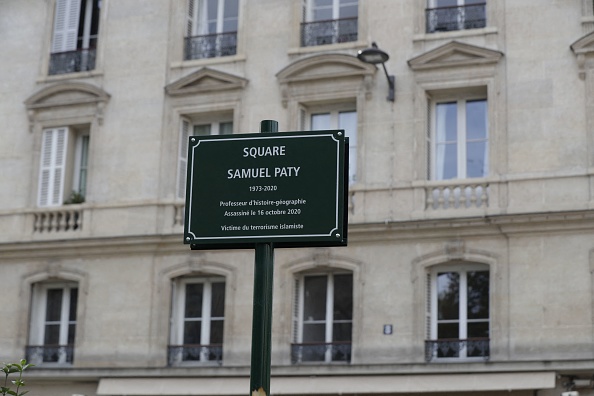 SQUARE
SAMUEL PATY
1973-2020
Professeur d'histoire-géographie
Assassiné le 16 octobre 2020
Victime du terrorisme islamiste